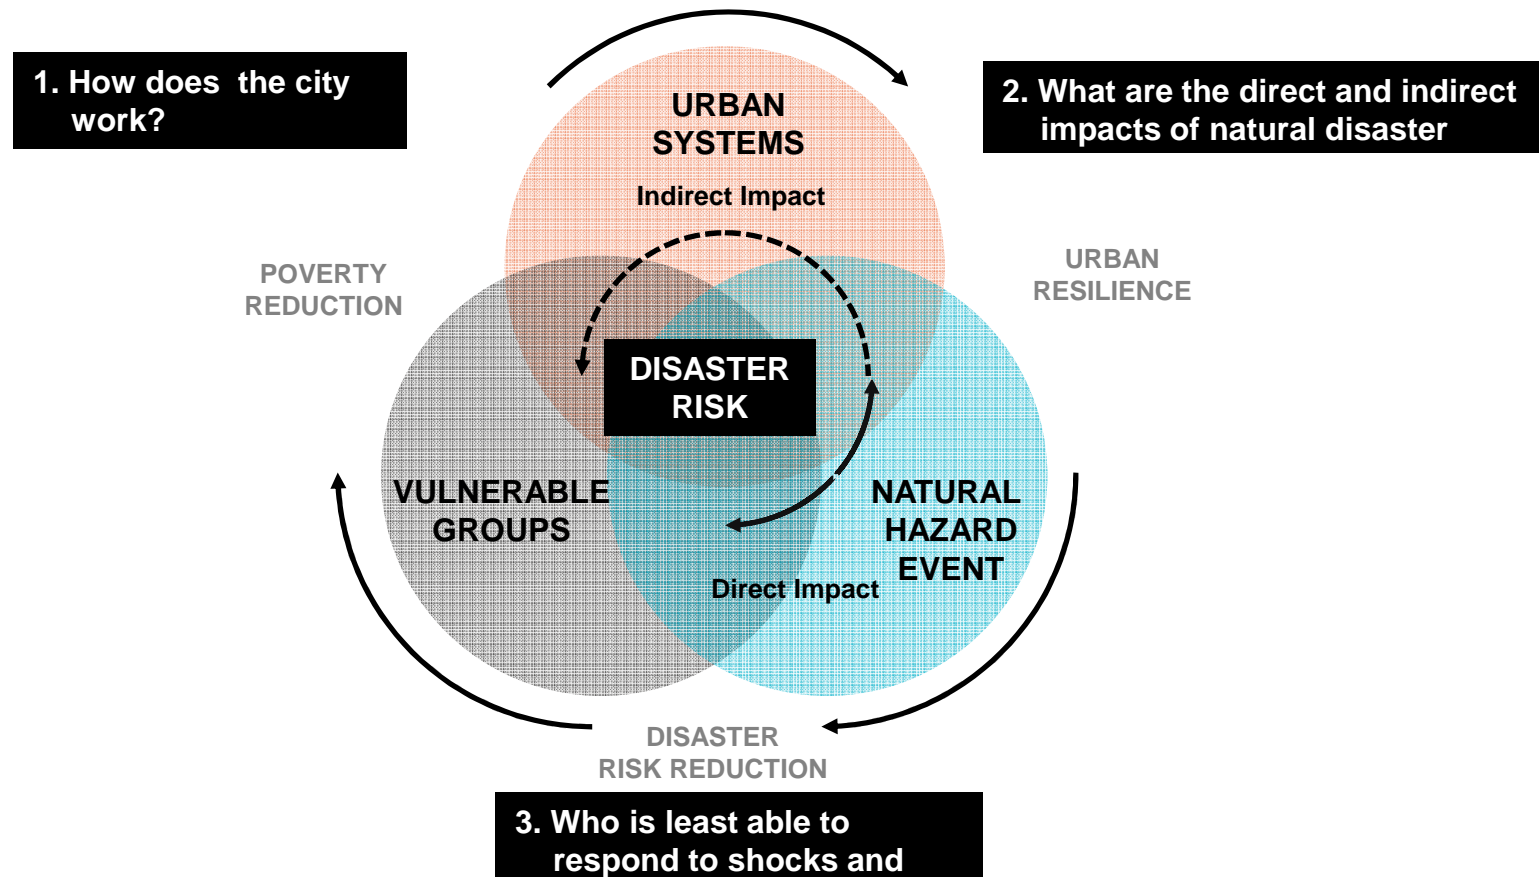 1. How does the city
work?
2. What are the direct and indirect
impacts of natural disaster
URBAN
SYSTEMS
Indirect Impact
POVERTY
REDUCTION
URBAN
RESILIENCE
DISASTER
RISK
VULNERABLE
GROUPS
NATURAL
HAZARD
EVENT
Direct Impact
DISASTER
RISK REDUCTION
3. Who is least able to
respond to shocks and